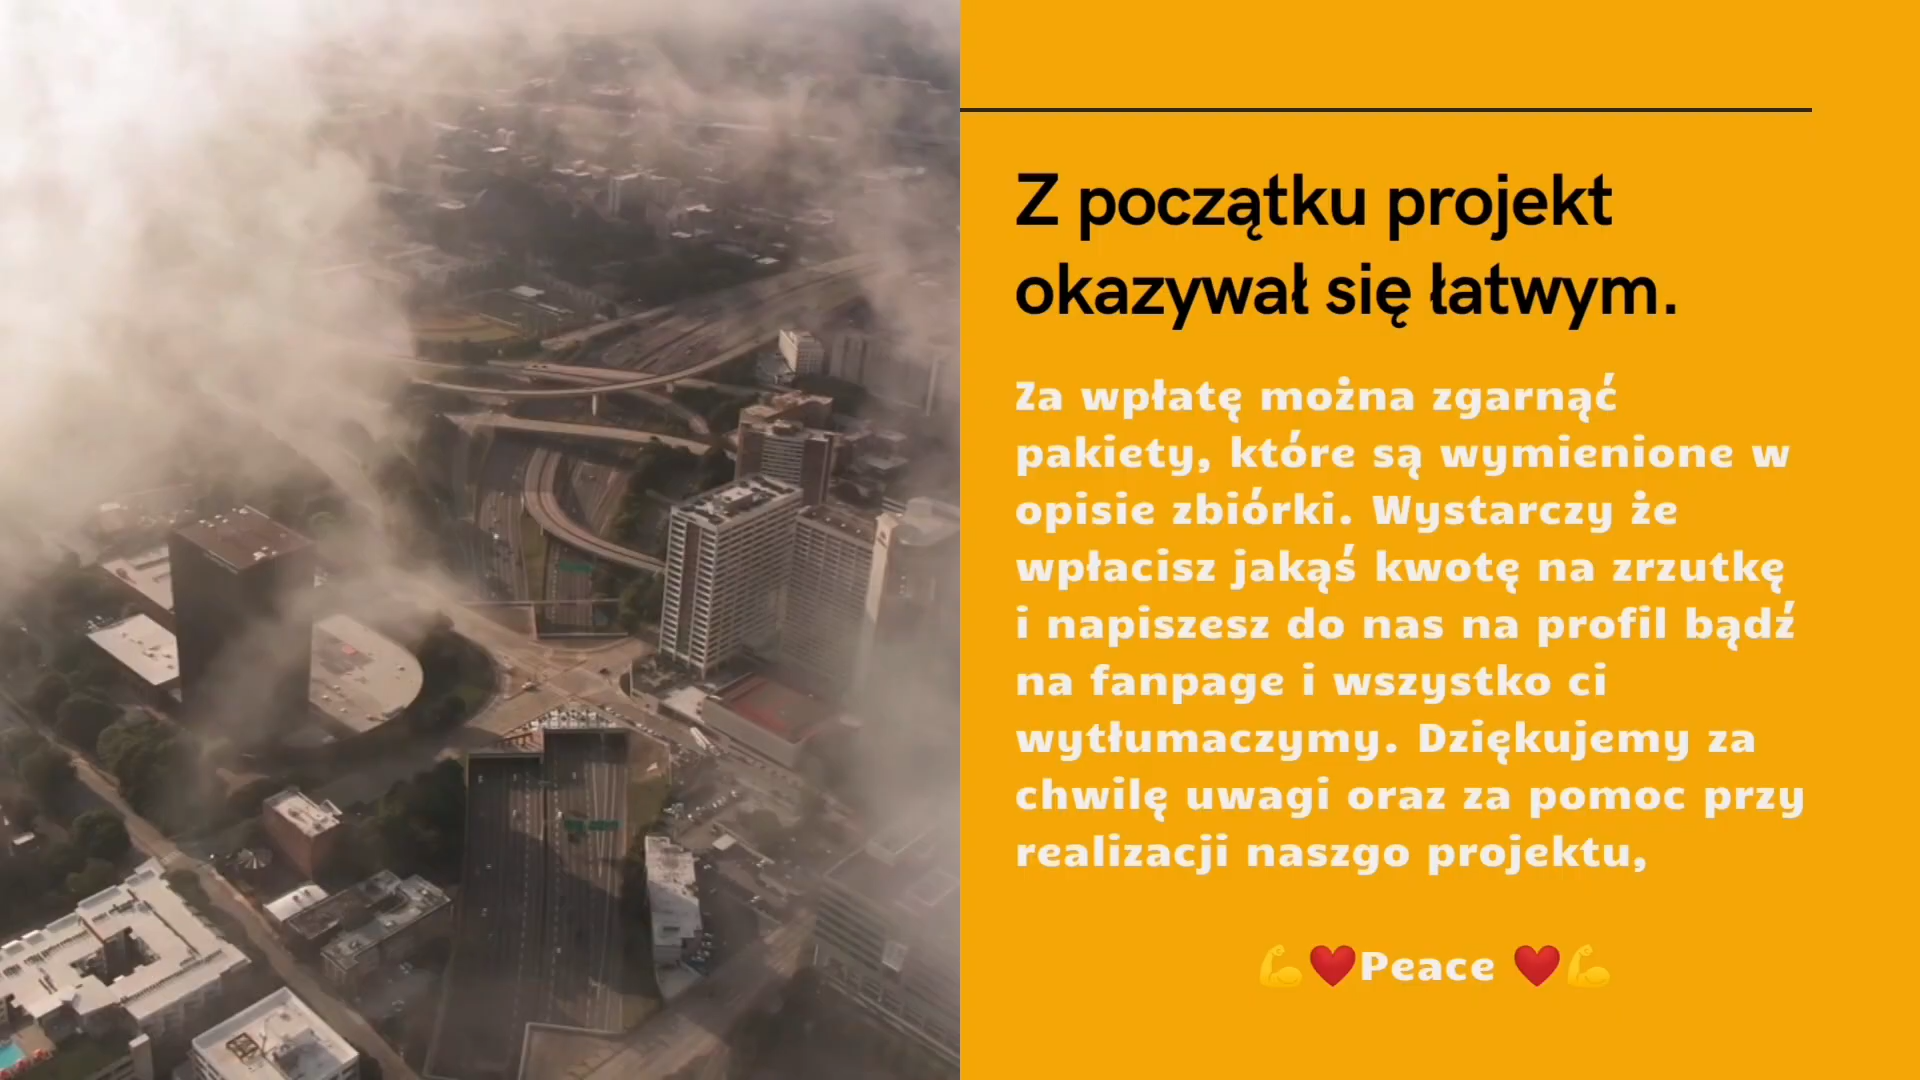 Z początku projekt
okazywał się łatwym.
Za wpłatę można zgarnąć
pakiety, które są wymienione w
opisie zbiórki. Wystarczy że
wpłacisz jakąś kwotę na zrzutkę
i napiszesz do nas na profil bądź
na fanpage i wszystko ci
wytłumaczymy. Dziękujemy za
chwilę uwagi oraz za pomoc przy
realizacji naszgo projektu,
💪❤️Peace ❤️💪